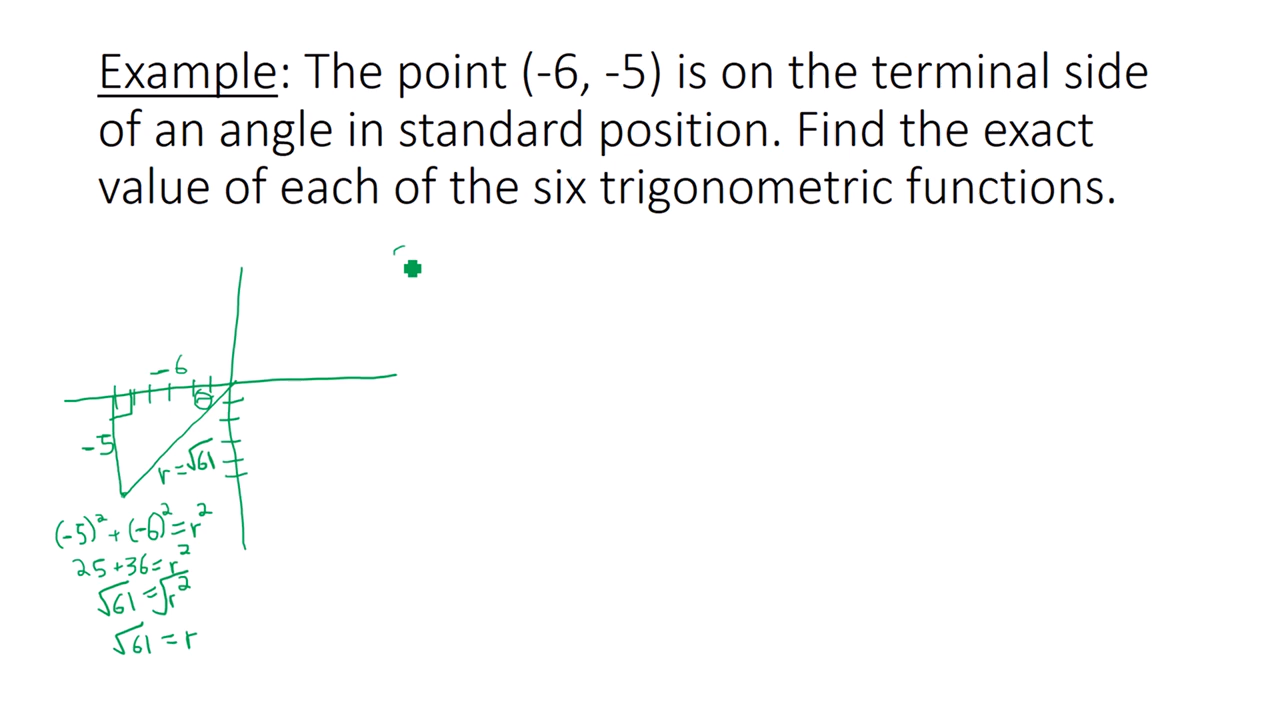 Example: The point (-6, -5) is on the terminal side
of an angle in standard position. Find the exact
value of each of the six trigonometric functions.
-6
θ
-5
r=√61
(-5)²+(-6)²=r²
25+36=r²
√61=√r²
√61=r